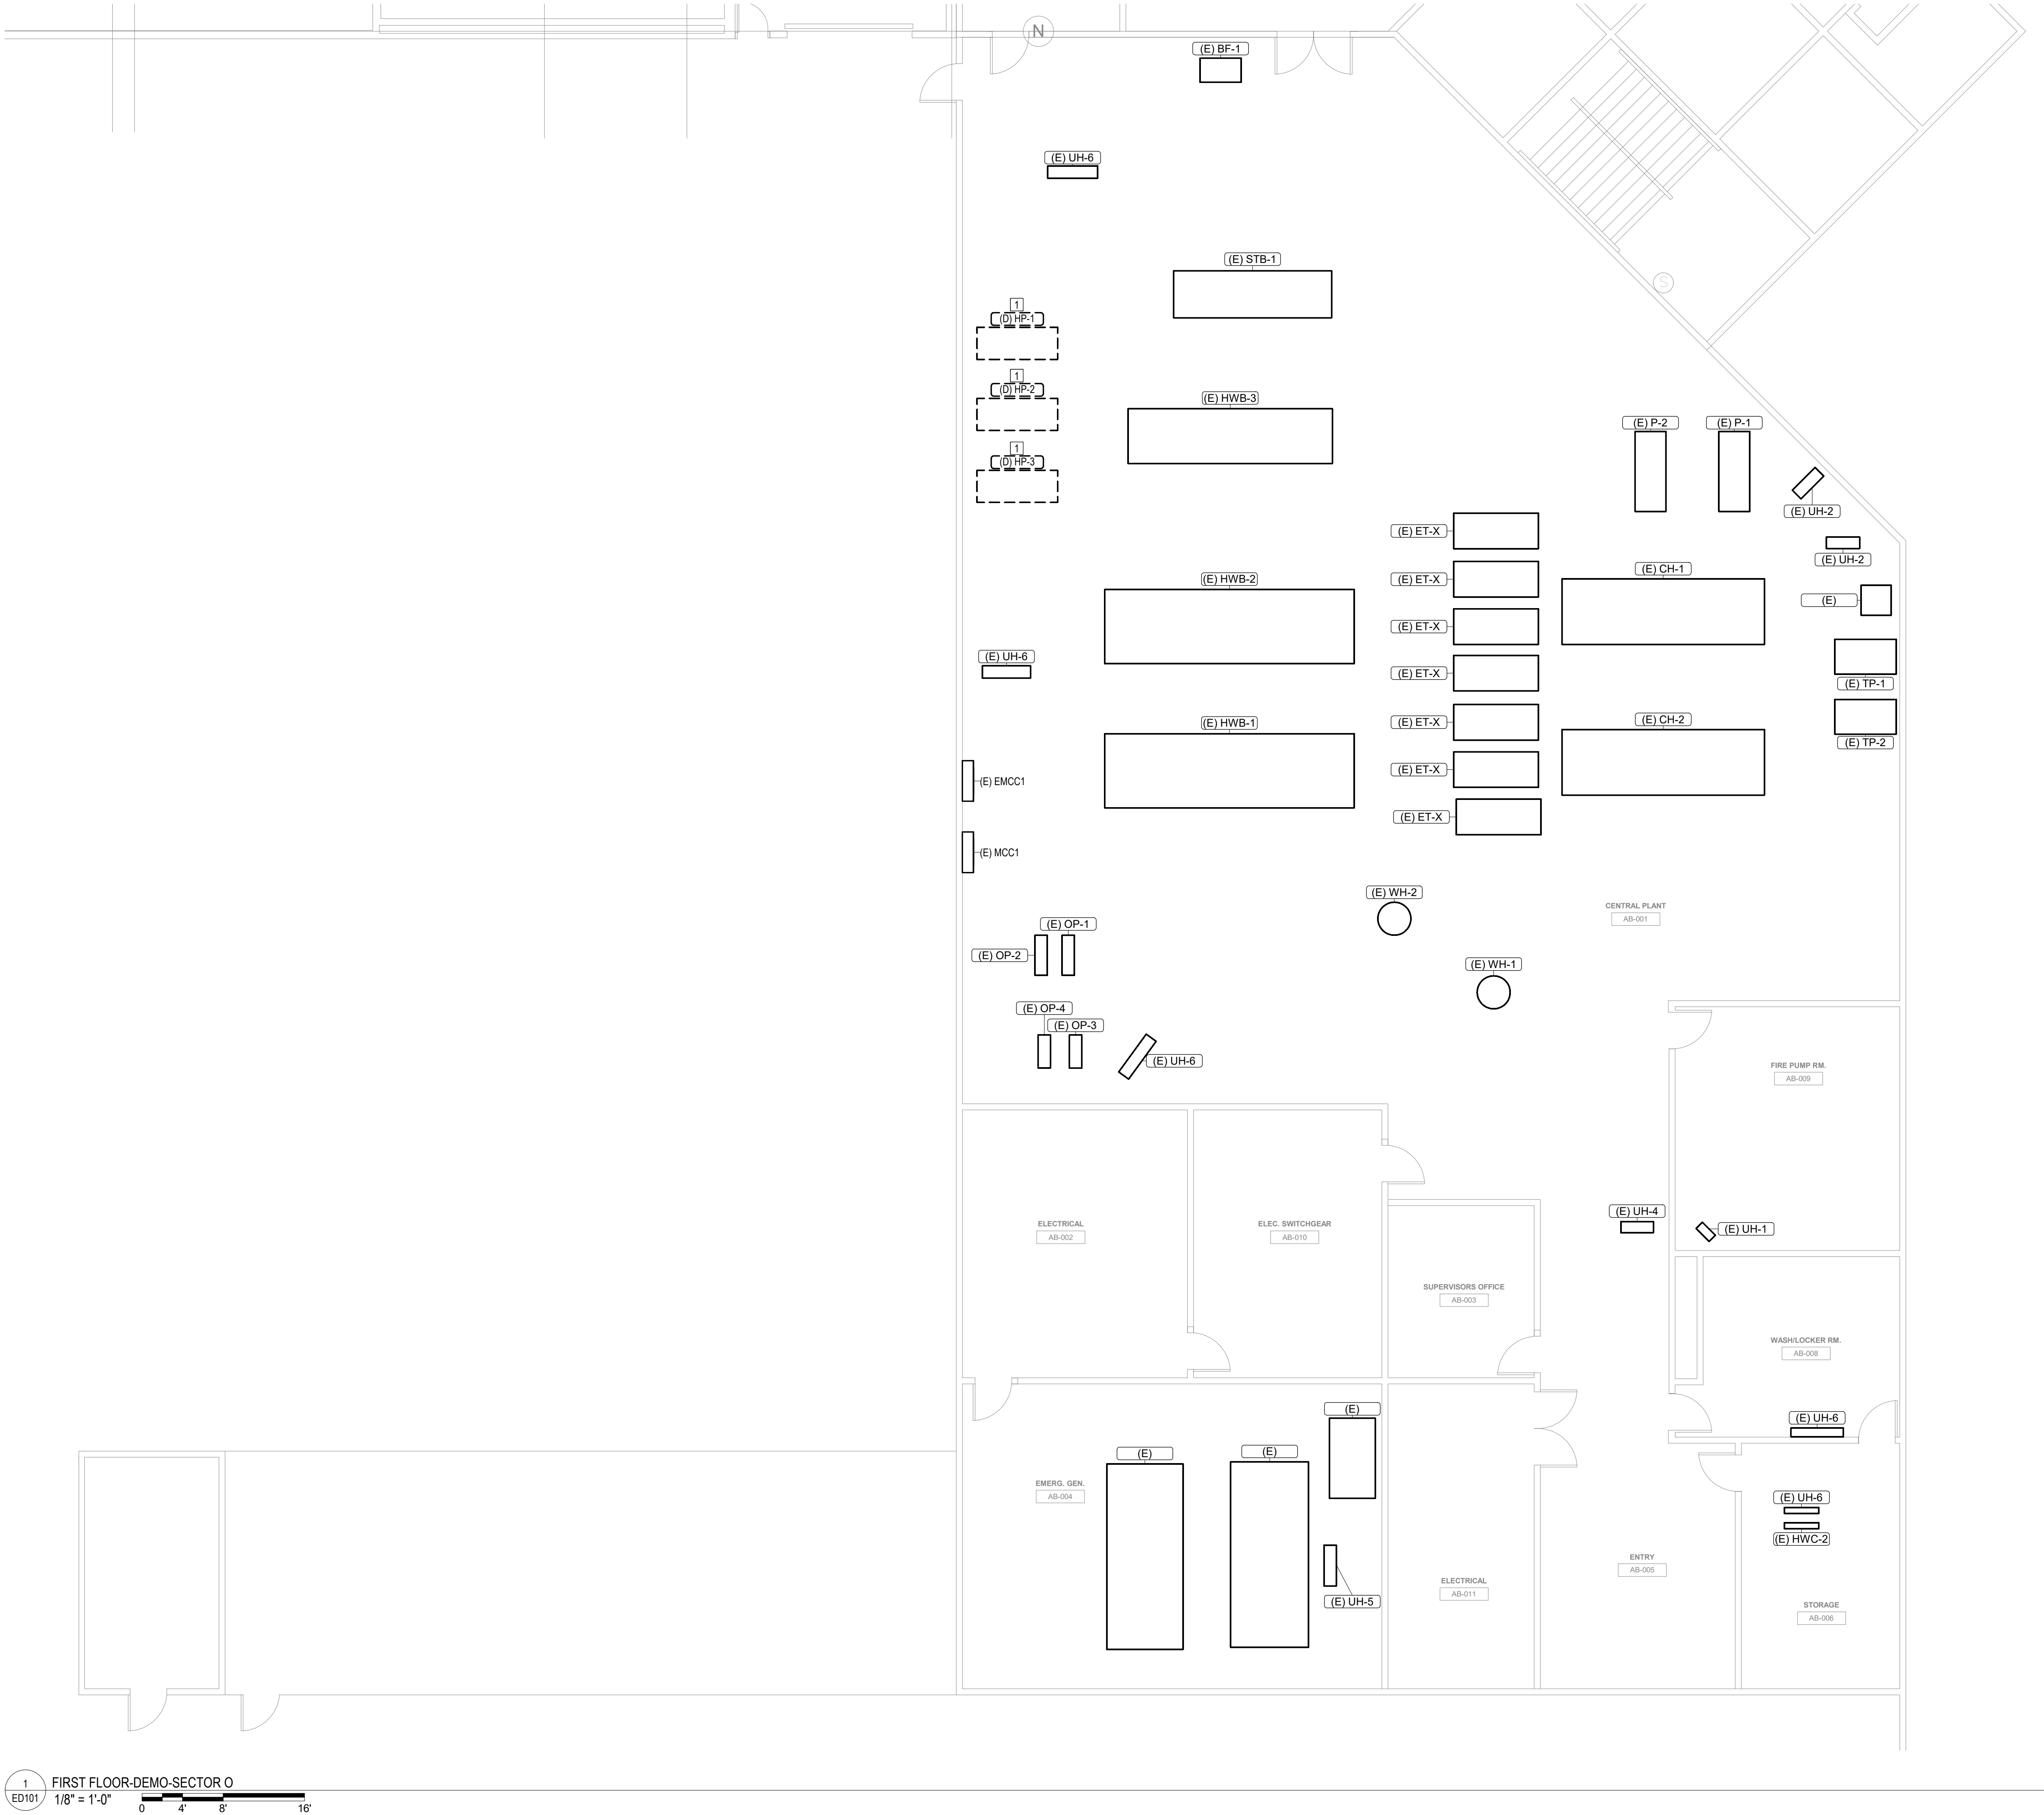 N
(E) BF-1
(E) UH-6
(E) STB-1
S
1
(D) HP-1
1
(D) HP-2
(E) HWB-3
1
(D) HP-3
(E) P-2
(E) P-1
(E) UH-2
(E) ET-X
(E) UH-2
(E) CH-1
(E) ET-X
(E) HWB-2
(E)
(E) ET-X
(E) UH-6
(E) ET-X
(E) TP-1
(E) HWB-1
(E) ET-X
(E) CH-2
(E) TP-2
(E) ET-X
(E) EMCC1
(E) ET-X
(E) MCC1
(E) WH-2
CENTRAL PLANT
AB-001
(E) OP-1
(E) OP-2
(E) WH-1
(E) OP-4
(E) OP-3
(E) UH-6
FIRE PUMP RM.
AB-009
(E) UH-4
ELECTRICAL
AB-002
ELEC. SWITCHGEAR
AB-010
(E) UH-1
SUPERVISORS OFFICE
AB-003
WASH/LOCKER RM.
AB-008
(E)
(E) UH-6
(E)
(E)
EMERG. GEN.
AB-004
(E) UH-6
(E) HWC-2
ENTRY
AB-005
ELECTRICAL
AB-011
(E) UH-5
STORAGE
AB-006
1
ED101
FIRST FLOOR-DEMO-SECTOR O
1/8" = 1'-0"
0 4' 8' 16'